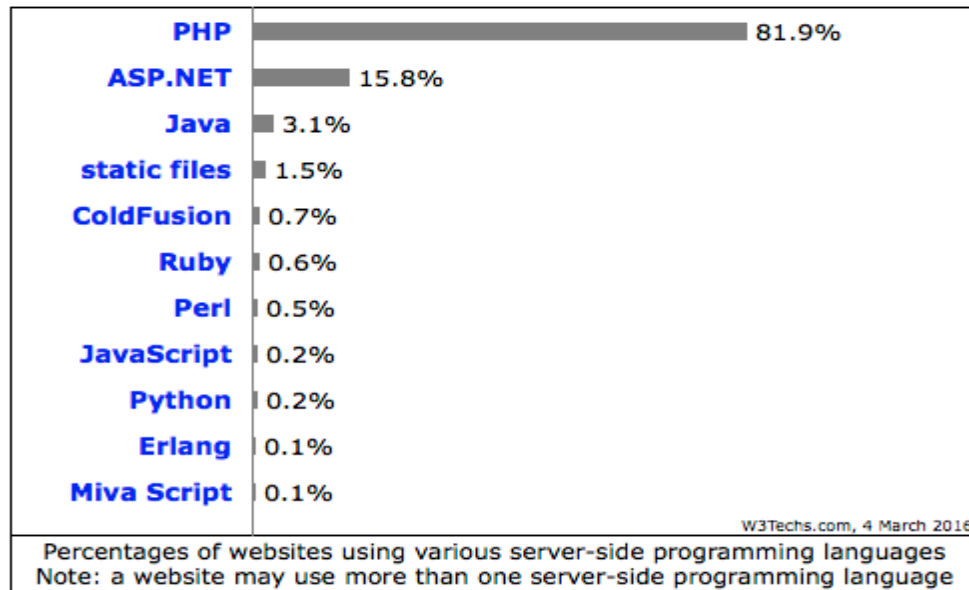 PHP 81.9%
ASP.NET 15.8%
Java 3.1%
static files 1.5%
ColdFusion 0.7%
Ruby 0.6%
Perl 0.5%
JavaScript 0.2%
Python 0.2%
Erlang 0.1%
Miva Script 0.1%
W3Techs.com, 4 March 2016
Percentages of websites using various server-side programming languages
Note: a website may use more than one server-side programming language